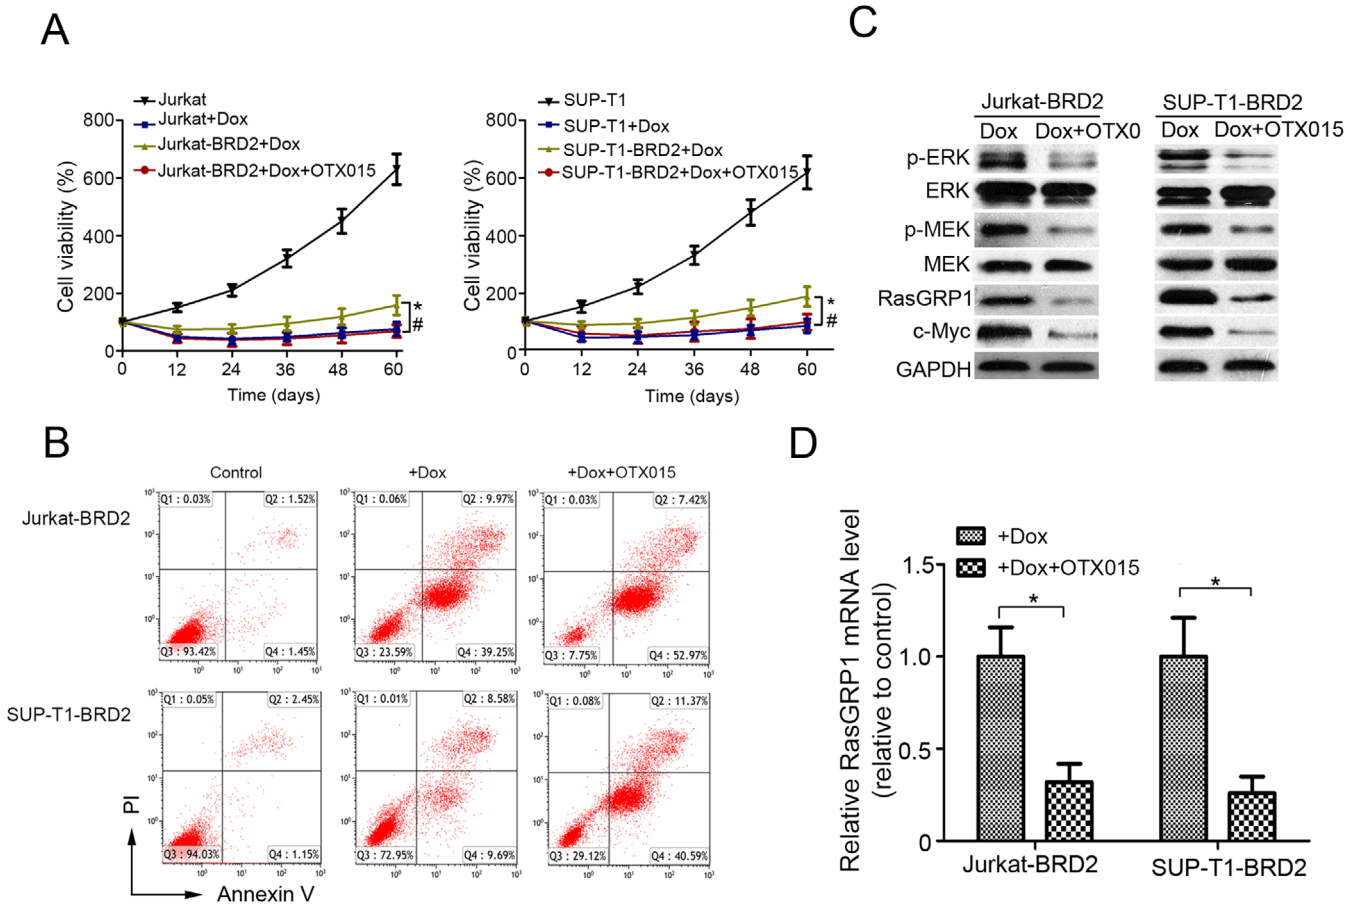 A
Jurkat
Jurkat+Dox
Jurkat-BRD2+Dox
Jurkat-BRD2+Dox+OTX015
Cell viability (%)
800
600
400
200
0
*
#
0 12 24 36 48 60
Time (days)
SUP-T1
SUP-T1+Dox
SUP-T1-BRD2+Dox
SUP-T1-BRD2+Dox+OTX015
Cell viability (%)
800
600
400
200
0
*
#
0 12 24 36 48 60
Time (days)
B
Control +Dox +Dox+OTX015
Jurkat-BRD2
Q1 : 0.03% Q2 : 1.52%
Q3 : 93.42% Q4 : 1.45%
Q1 : 0.06% Q2 : 9.97%
Q3 : 23.59% Q4 : 39.25%
Q1 : 0.03% Q2 : 7.42%
Q3 : 7.75% Q4 : 52.97%
SUP-T1-BRD2
Q1 : 0.05% Q2 : 2.45%
Q3 : 94.03% Q4 : 1.15%
Q1 : 0.01% Q2 : 8.58%
Q3 : 72.95% Q4 : 9.69%
Q1 : 0.08% Q2 : 11.37%
Q3 : 29.12% Q4 : 40.59%
PI
Annexin V
C
Jurkat-BRD2 SUP-T1-BRD2
Dox Dox+OTX0 Dox Dox+OTX015
p-ERK
ERK
p-MEK
MEK
RasGRP1
c-Myc
GAPDH
D
Relative RasGRP1 mRNA level
(relative to control)
+Dox
+Dox+OTX015
1.5
1.0
0.5
0
* *
Jurkat-BRD2 SUP-T1-BRD2